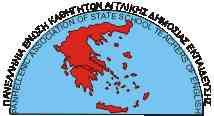 ΠΑΝΕΛΛΗΝΙΑ ΕΝΩΣΗ ΚΑΘΗΓΗΤΩΝ ΑΓΓΛΙΚΗΣ ΔΗΜΟΣΙΑΣ ΕΚΠΑΙΔΕΥΣΗΣ
PANHELLENIC ASSOCIATION OF STATE SCHOOL TEACHERS OF ENGLISH